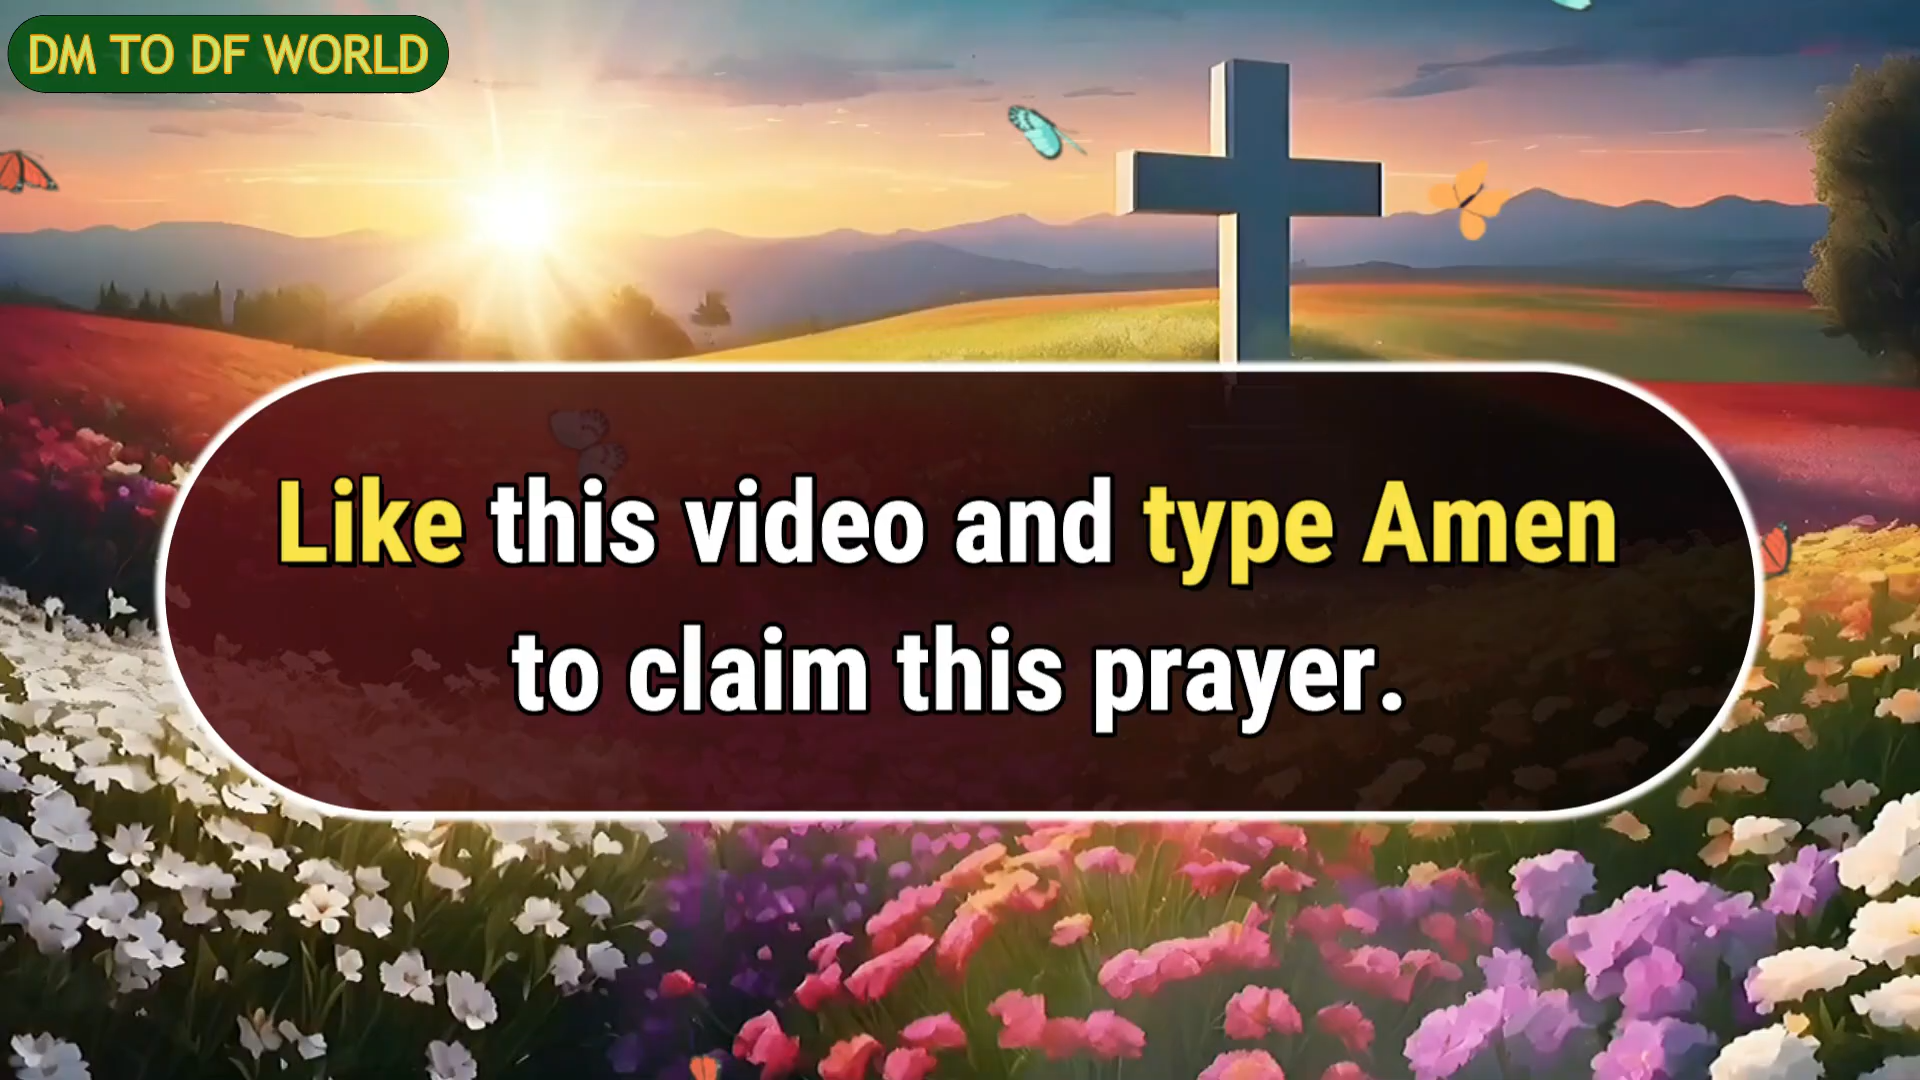 DM TO DF WORLD
Like this video and type Amen
to claim this prayer.